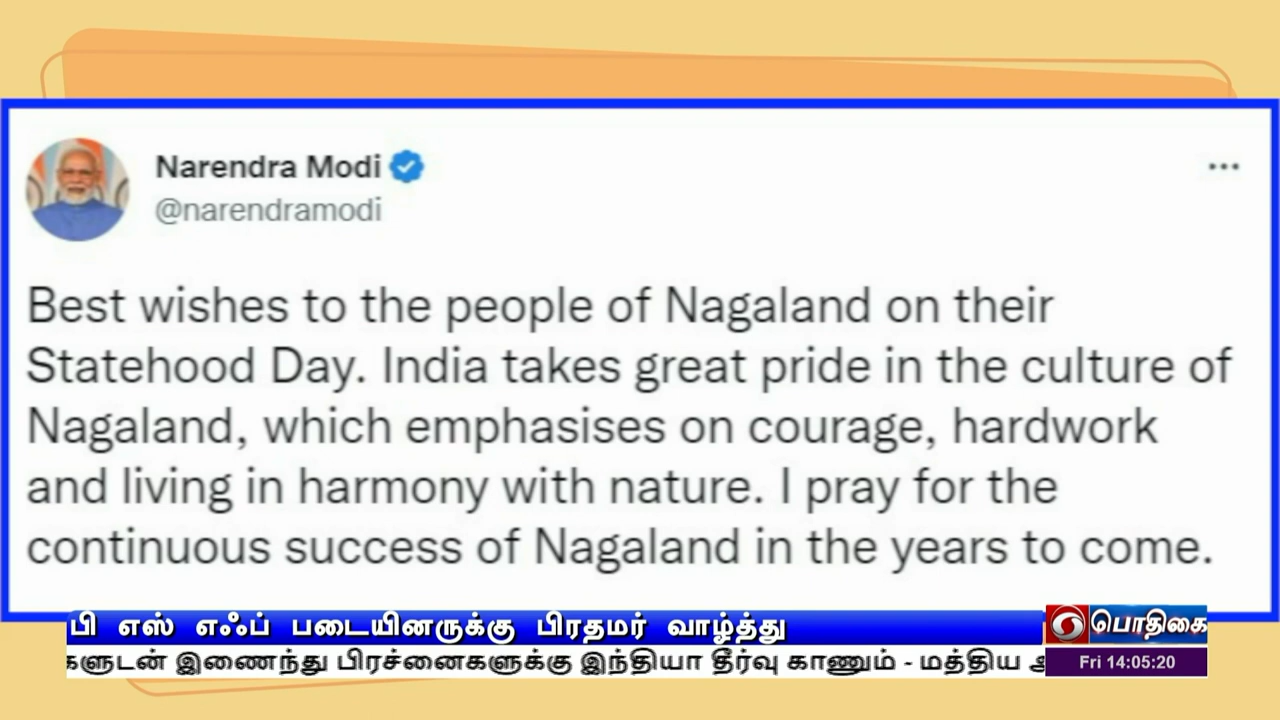 Narendra Modi
@narendramodi
Best wishes to the people of Nagaland on their
Statehood Day. India takes great pride in the culture of
Nagaland, which emphasises on courage, hardwork
and living in harmony with nature. I pray for the
continuous success of Nagaland in the years to come.
பி எஸ் எஃப் படையினருக்கு பிரதமர் வாழ்த்து
பொதிகை
களுடன் இணைந்து பிரச்னைகளுக்கு இந்தியா தீர்வு காணும் - மத்திய
Fri 14:05:20